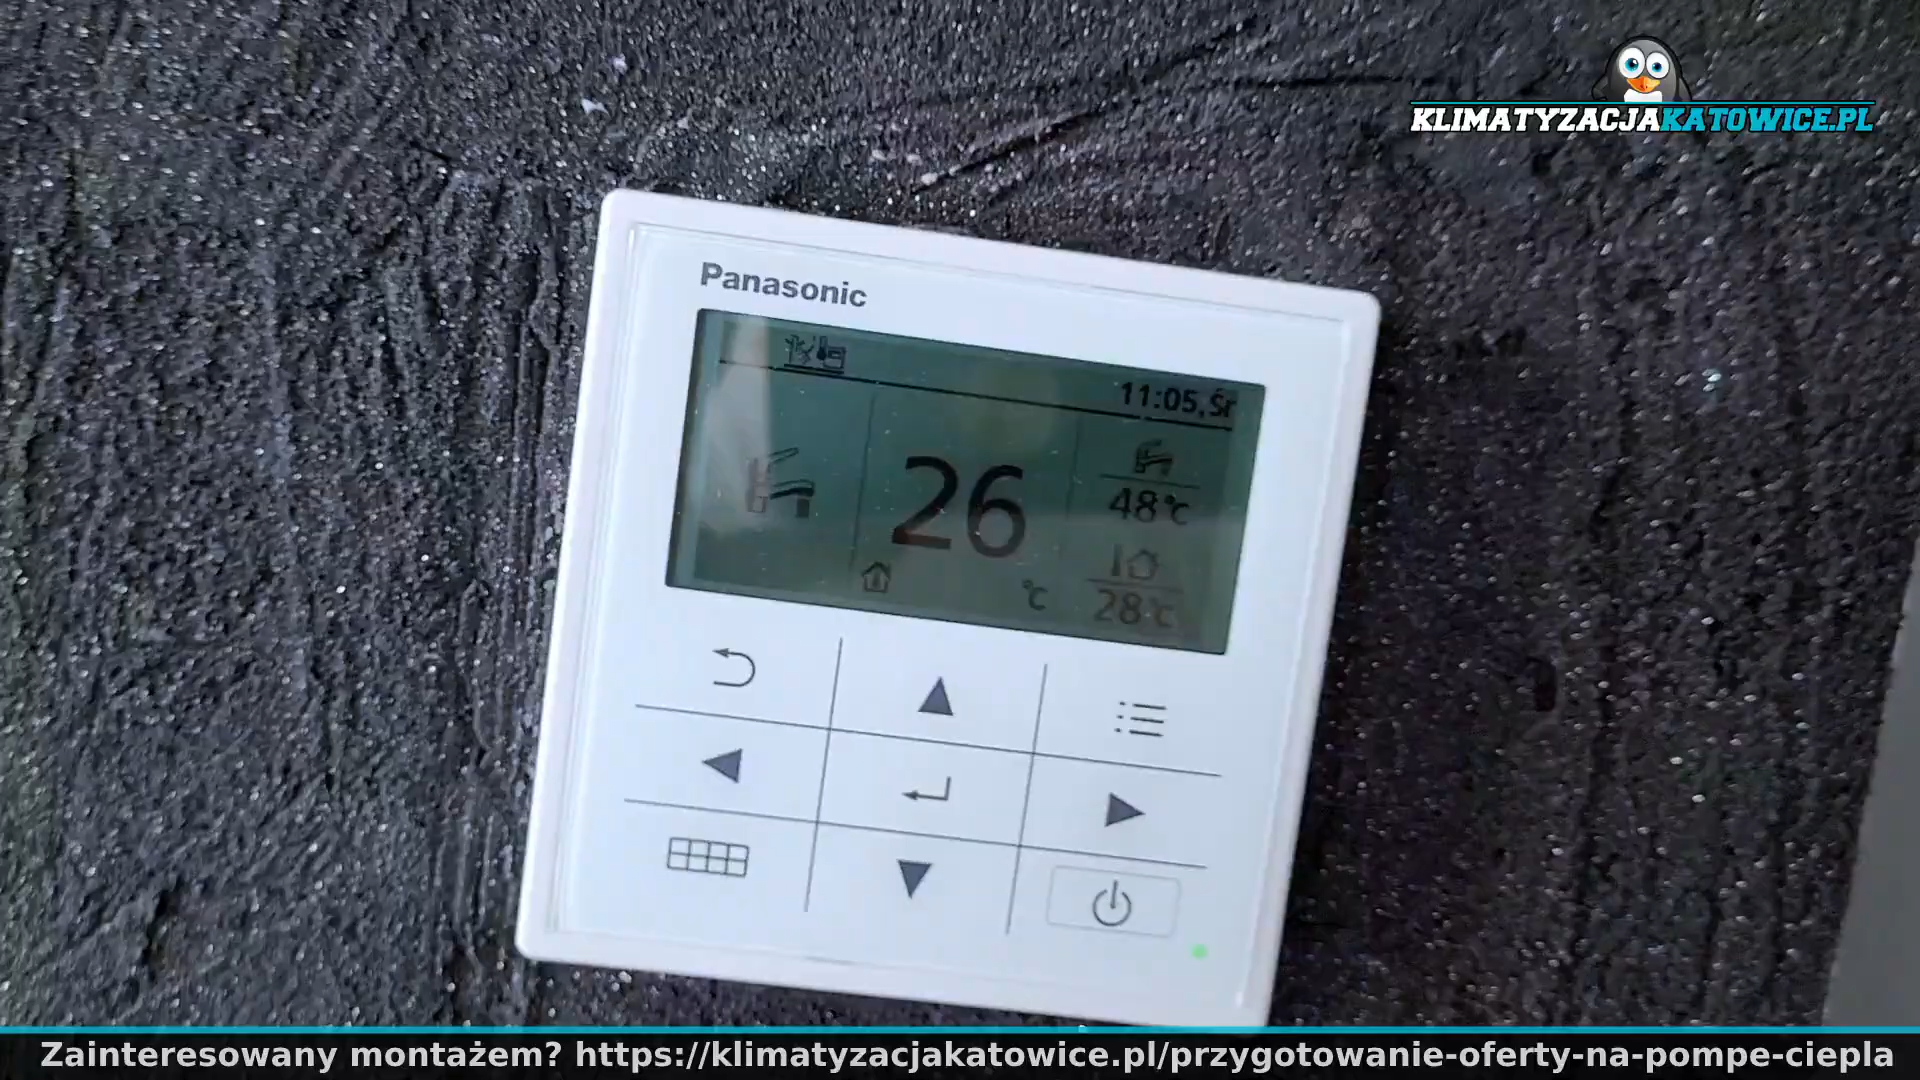 KLIMATYZACJAKATOWICE.PL
Panasonic
11:05,Śr
26
°C
48°C
28°C
Zainteresowany montażem? https://klimatyzacjakatowice.pl/przygotowanie-oferty-na-pompe-ciepla